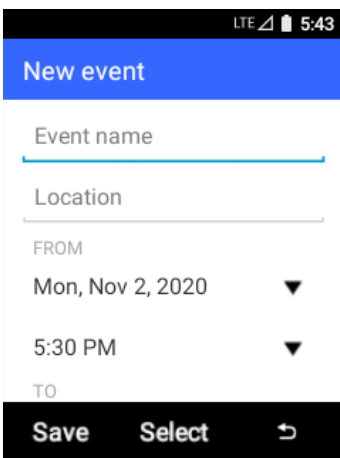 LTE 5:43
New event
Event name
Location
FROM
Mon, Nov 2, 2020
5:30 PM
TO
Save Select